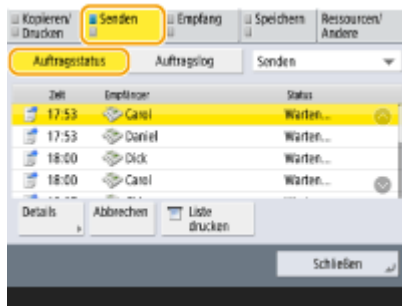 Kopieren/ Senden Empfang Speichern Ressourcen/
Drucken Andere
Auftragsstatus Auftragslog Senden
Zeit Empfänger Status
17:53 Carol Warten...
17:53 Daniel Warten...
18:00 Dick Warten...
18:00 Carol Warten...
Details Abbrechen Liste
drucken
Schließen